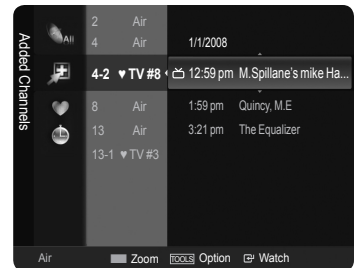 Added Channels
All
2 Air
4 Air
1/1/2008
4-2 ♥ TV #8 12:59 pm M.Spillane's mike Ha...
8 Air 1:59 pm Quincy, M.E
13 Air 3:21 pm The Equalizer
13-1 ♥ TV #3
Air Zoom TOOLS Option Watch